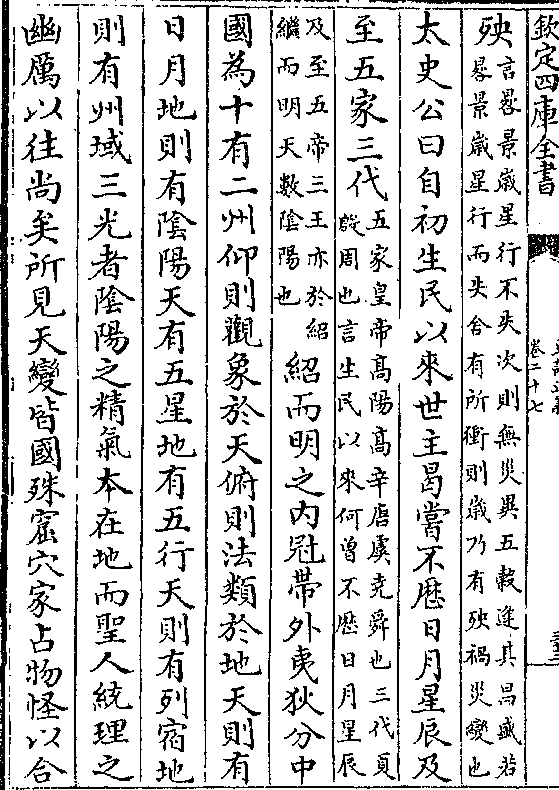 欽定四庫全書
卷二十七
殃言晷景歲星行不失次則無災異五穀逢其昌盛若
晷景歲星行而失舍有所衝則歲乃有殃禍災變也
太史公曰自初生民以來世主曷嘗不厯日月星辰及
至五家三代五家皇帝高陽高辛唐虞堯舜也三代夏
殷周也言生民以來何曾不厯日月星辰
及至五帝三王亦於紹
繼而明天數陰陽也
紹而明之内冠帶外夷狄分中
國為十有二州仰則觀象於天俯則法類於地天則有
日月地則有陰陽天有五星地有五行天則有列宿地
則有州域三光者陰陽之精氣本在地而聖人統理之
幽厲以往尚矣所見天變皆國殊窟穴家占物怪以合